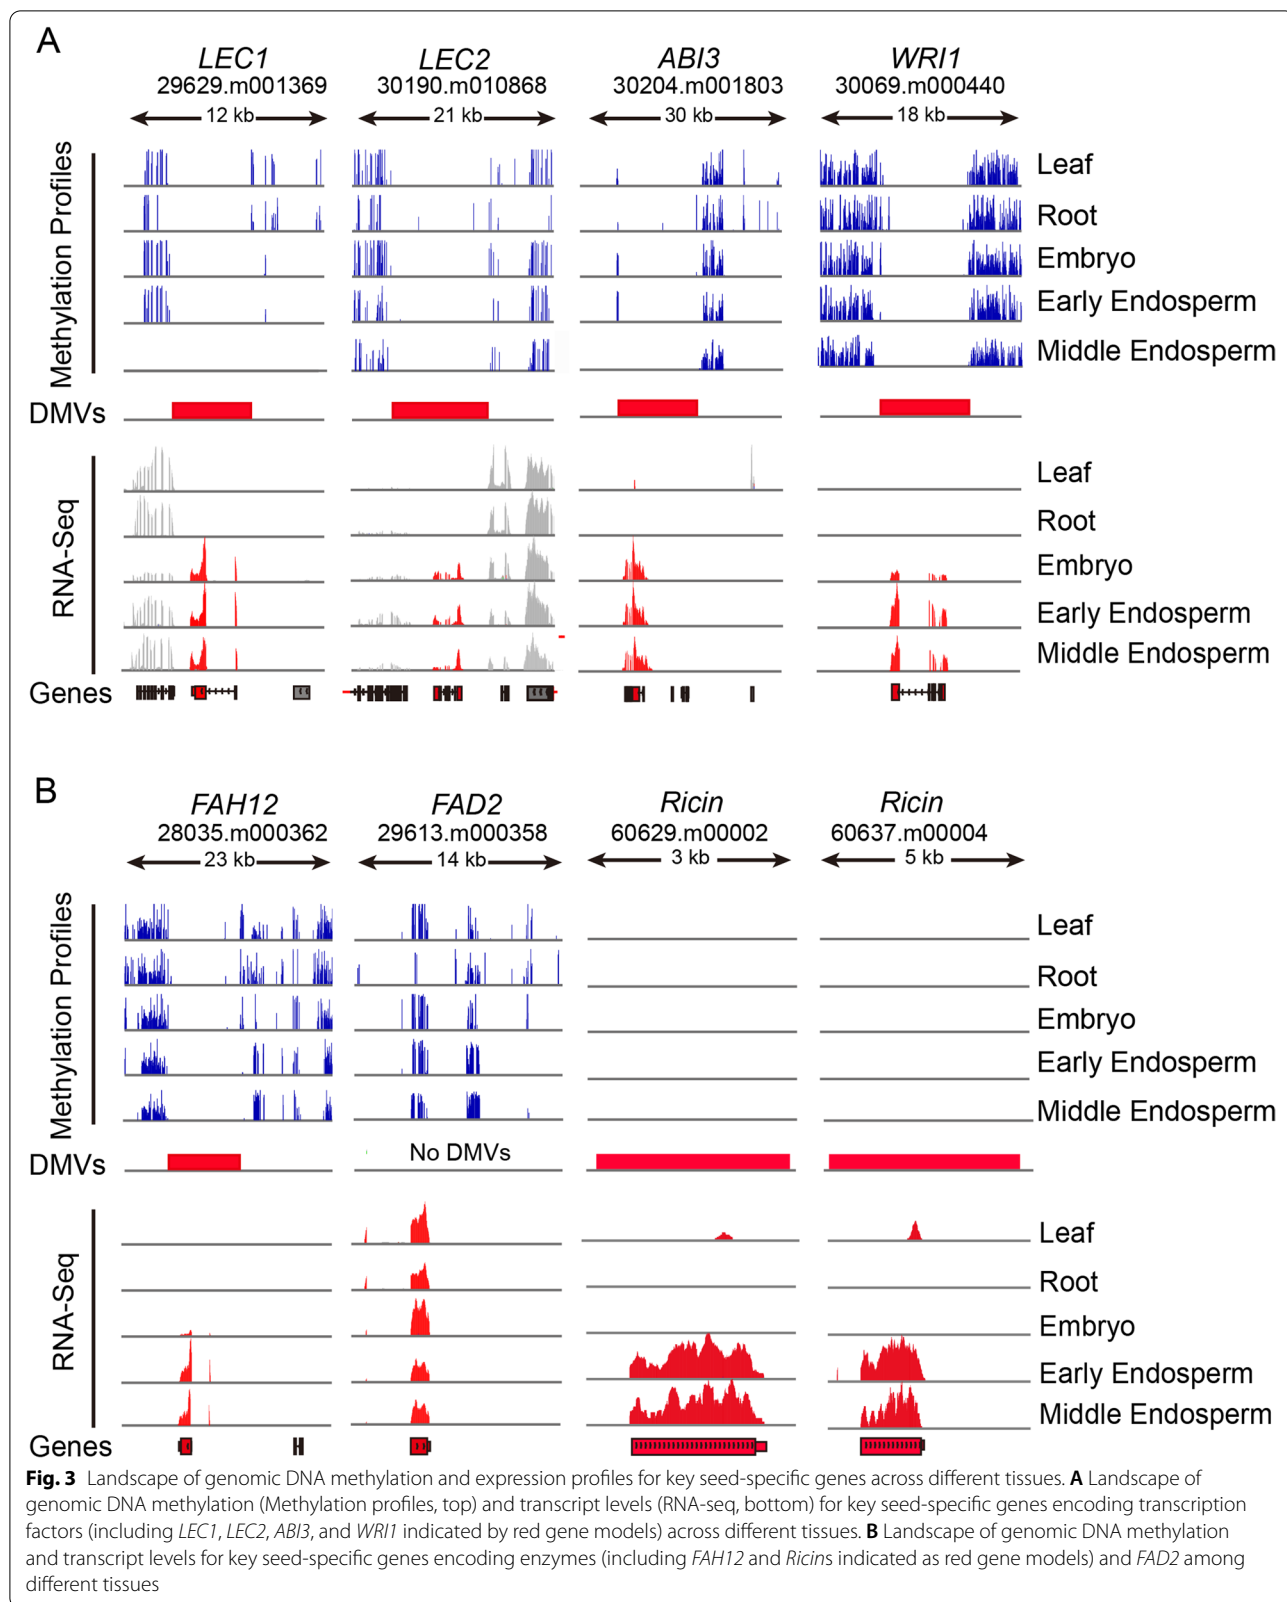 A
LEC1 LEC2 ABI3 WRI1
29629.m001369 30190.m010868 30204.m001803 30069.m000440
12 kb 21 kb 30 kb 18 kb
Methylation Profiles
Leaf
Root
Embryo
Early Endosperm
Middle Endosperm
DMVs
RNA-Seq
Leaf
Root
Embryo
Early Endosperm
Middle Endosperm
Genes
B
FAH12 FAD2 Ricin Ricin
28035.m000362 29613.m000358 60629.m00002 60637.m00004
23 kb 14 kb 3 kb 5 kb
Methylation Profiles
Leaf
Root
Embryo
Early Endosperm
Middle Endosperm
DMVs No DMVs
RNA-Seq
Leaf
Root
Embryo
Early Endosperm
Middle Endosperm
Genes
Fig. 3 Landscape of genomic DNA methylation and expression profiles for key seed-specific genes across different tissues. A Landscape of
genomic DNA methylation (Methylation profiles, top) and transcript levels (RNA-seq, bottom) for key seed-specific genes encoding transcription
factors (including LEC1, LEC2, ABI3, and WRI1 indicated by red gene models) across different tissues. B Landscape of genomic DNA methylation
and transcript levels for key seed-specific genes encoding enzymes (including FAH12 and Ricins indicated as red gene models) and FAD2 among
different tissues